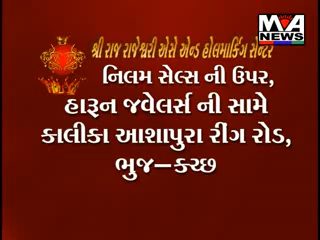 MVA
NEWS
શ્રી રાજ રાજેશ્વરી એસે એન્ડ હોલમાર્કિંગ સેન્ટર
નિલમ સેલ્સ ની ઉપર,
હારૂન જ્વેલર્સ ની સામે
કાલીકા આશાપુરા રીંગ રોડ,
ભુજ–કચ્છ